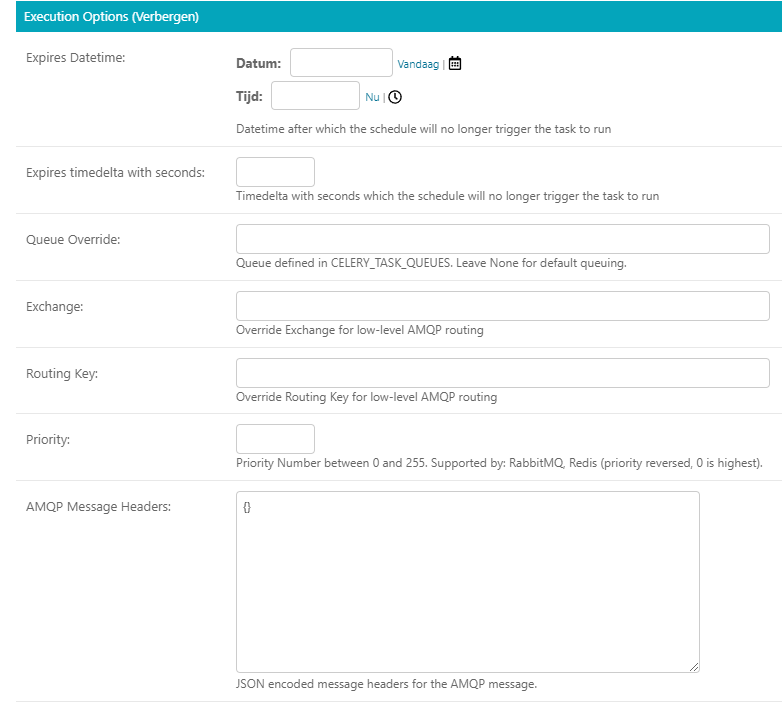 Execution Options (Verbergen)
Expires Datetime:
Datum: Vandaag |
Tijd: Nu |
Datetime after which the schedule will no longer trigger the task to run
Expires timedelta with seconds:
Timedelta with seconds which the schedule will no longer trigger the task to run
Queue Override:
Queue defined in CELERY_TASK_QUEUES. Leave None for default queuing.
Exchange:
Override Exchange for low-level AMQP routing
Routing Key:
Override Routing Key for low-level AMQP routing
Priority:
Priority Number between 0 and 255. Supported by: RabbitMQ, Redis (priority reversed, 0 is highest).
AMQP Message Headers:
{}
JSON encoded message headers for the AMQP message.